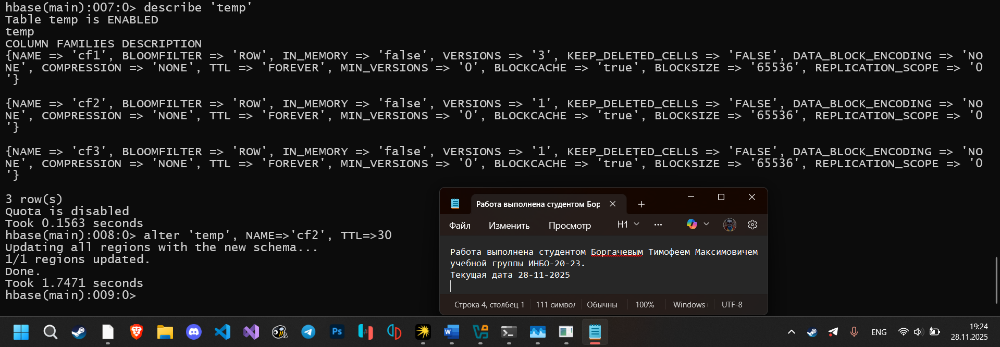 hbase(main):007:0> describe 'temp'
Table temp is ENABLED
temp
COLUMN FAMILIES DESCRIPTION
{NAME => 'cf1', BLOOMFILTER => 'ROW', IN_MEMORY => 'false', VERSIONS => '3', KEEP_DELETED_CELLS => 'FALSE', DATA_BLOCK_ENCODING => 'NO
NE', COMPRESSION => 'NONE', TTL => 'FOREVER', MIN_VERSIONS => '0', BLOCKCACHE => 'true', BLOCKSIZE => '65536', REPLICATION_SCOPE => '0
'}
{NAME => 'cf2', BLOOMFILTER => 'ROW', IN_MEMORY => 'false', VERSIONS => '1', KEEP_DELETED_CELLS => 'FALSE', DATA_BLOCK_ENCODING => 'NO
NE', COMPRESSION => 'NONE', TTL => 'FOREVER', MIN_VERSIONS => '0', BLOCKCACHE => 'true', BLOCKSIZE => '65536', REPLICATION_SCOPE => '0
'}
{NAME => 'cf3', BLOOMFILTER => 'ROW', IN_MEMORY => 'false', VERSIONS => '1', KEEP_DELETED_CELLS => 'FALSE', DATA_BLOCK_ENCODING => 'NO
NE', COMPRESSION => 'NONE', TTL => 'FOREVER', MIN_VERSIONS => '0', BLOCKCACHE => 'true', BLOCKSIZE => '65536', REPLICATION_SCOPE => '0
'}
3 row(s)
Quota is disabled
Took 0.1563 seconds
hbase(main):008:0> alter 'temp', NAME=>'cf2', TTL=>30
Updating all regions with the new schema...
1/1 regions updated.
Done.
Took 1.7471 seconds
hbase(main):009:0>
Работа выполнена студентом Бор
Файл Изменить Просмотр H1
Работа выполнена студентом Боргачевым Тимофеем Максимовичем
учебной группы ИНБО-20-23.
Текущая дата 28-11-2025
Строка 4, столбец 1 111 символ Обычны 100% Windows UTF-8
Ps
W
ENG
19:24
28.11.2025